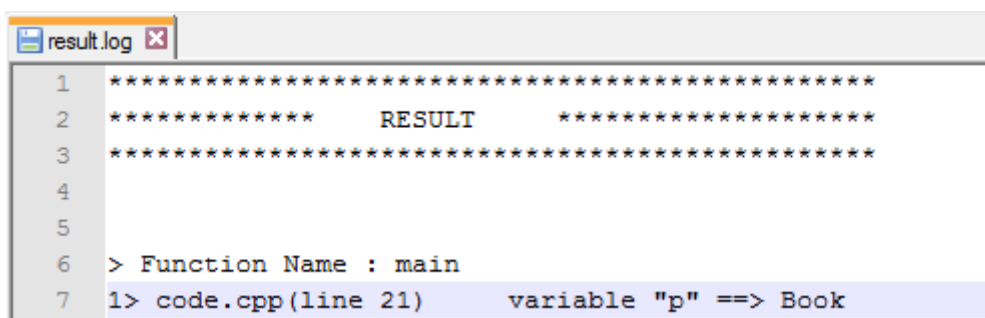 result.log
1 ************************************************
2 ************* RESULT ********************
3 ************************************************
4
5
6 > Function Name : main
7 1> code.cpp(line 21) variable "p" ==> Book